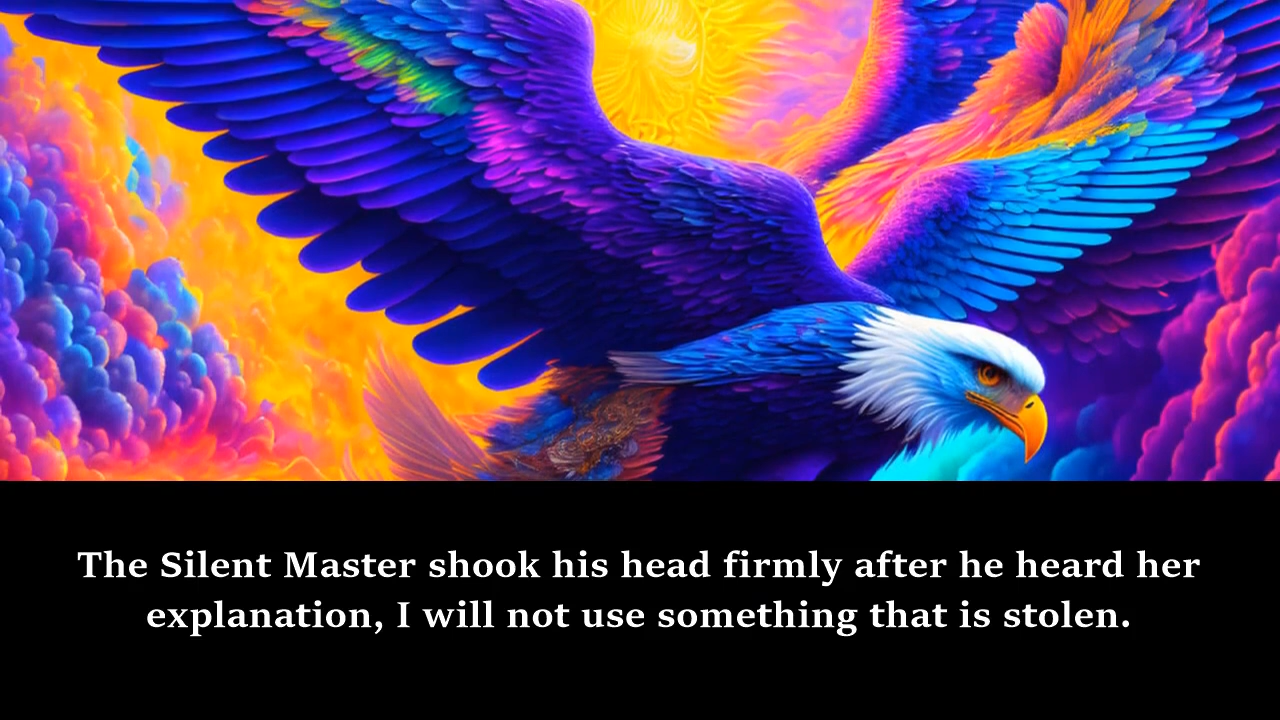 The Silent Master shook his head firmly after he heard her
explanation, I will not use something that is stolen.